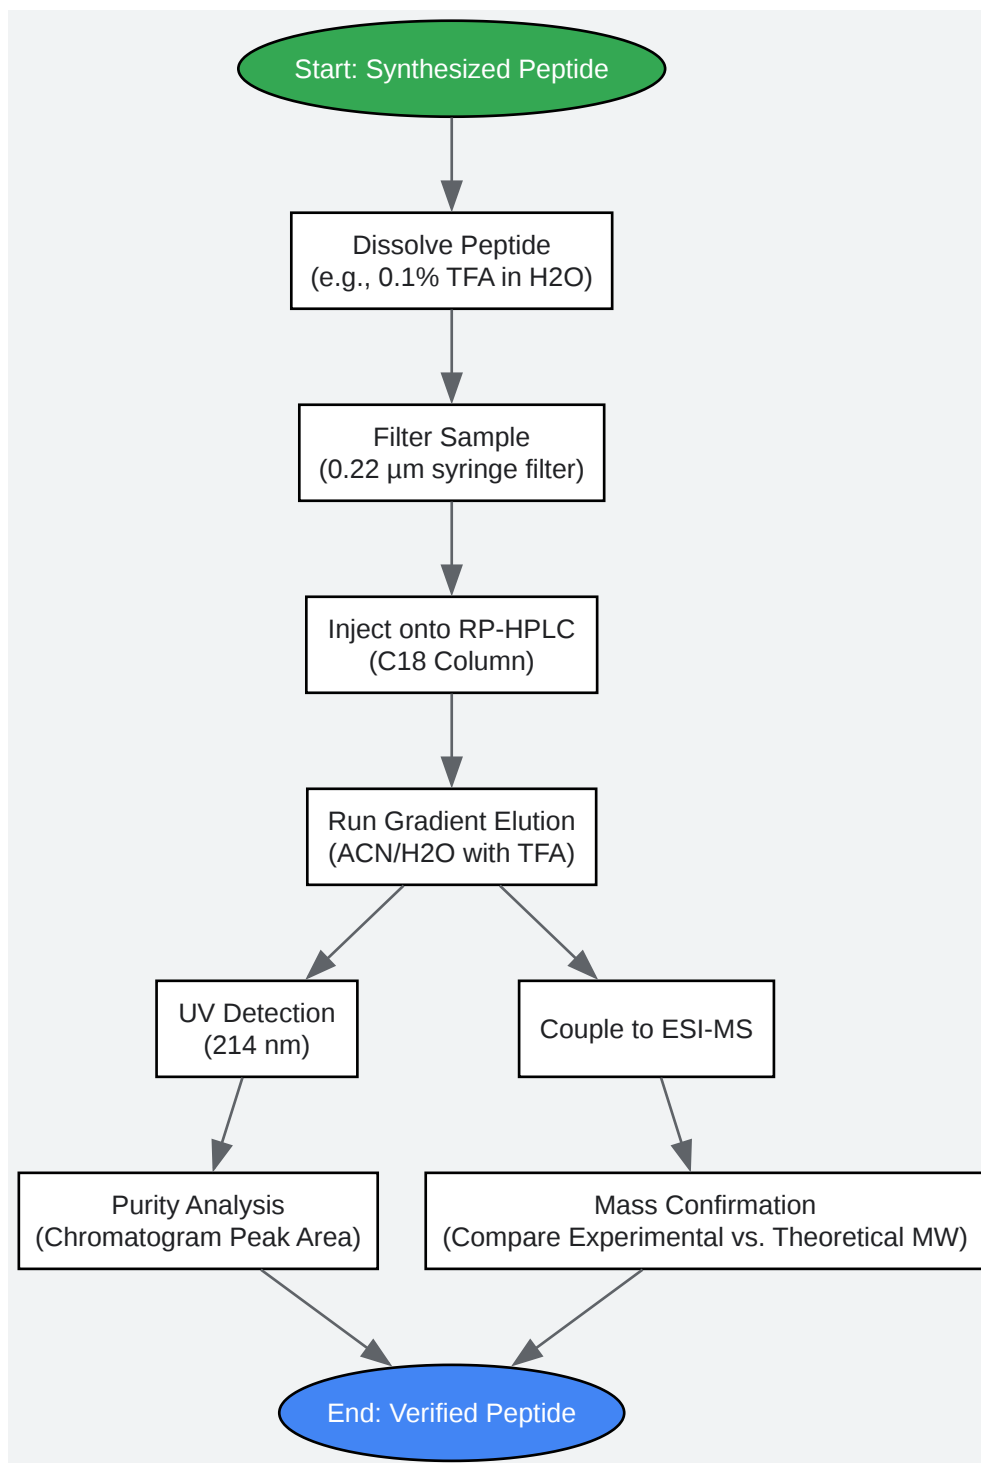 Start: Synthesized Peptide
Dissolve Peptide
(e.g., 0.1% TFA in H2O)
Filter Sample
(0.22 µm syringe filter)
Inject onto RP-HPLC
(C18 Column)
Run Gradient Elution
(ACN/H2O with TFA)
UV Detection
(214 nm)
Couple to ESI-MS
Purity Analysis
(Chromatogram Peak Area)
Mass Confirmation
(Compare Experimental vs. Theoretical MW)
End: Verified Peptide